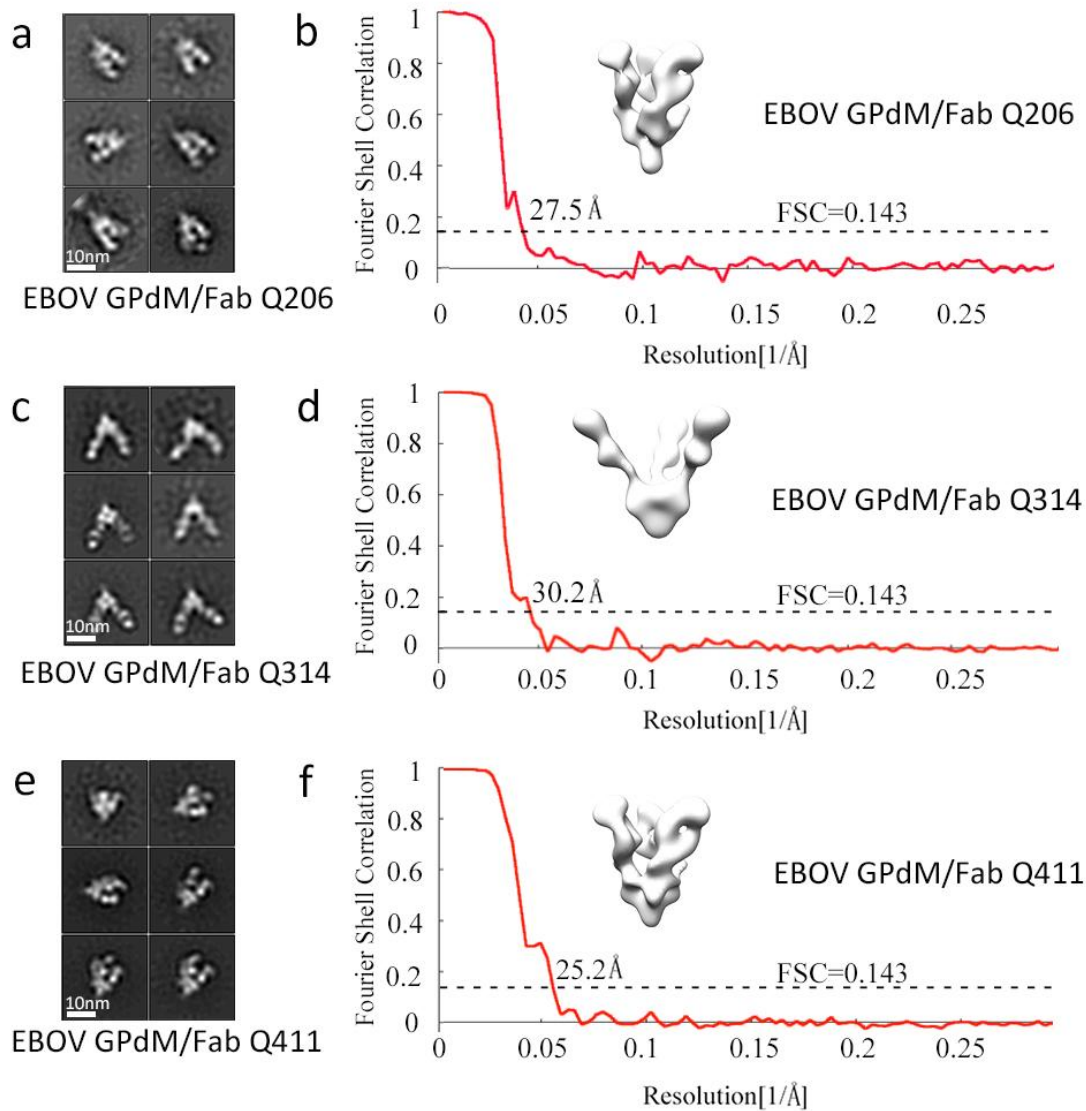 a
10nm
EBOV GPdM/Fab Q206
b
1
0.8
0.6
0.4
0.2
0
Fourier Shell Correlation
EBOV GPdM/Fab Q206
27.5 Å
FSC=0.143
0 0.05 0.1 0.15 0.2 0.25
Resolution[1/Å]
c
10nm
EBOV GPdM/Fab Q314
d
1
0.8
0.6
0.4
0.2
0
Fourier Shell Correlation
EBOV GPdM/Fab Q314
30.2 Å
FSC=0.143
0 0.05 0.1 0.15 0.2 0.25
Resolution[1/Å]
e
10nm
EBOV GPdM/Fab Q411
f
1
0.8
0.6
0.4
0.2
0
Fourier Shell Correlation
EBOV GPdM/Fab Q411
25.2 Å
FSC=0.143
0 0.05 0.1 0.15 0.2 0.25
Resolution[1/Å]